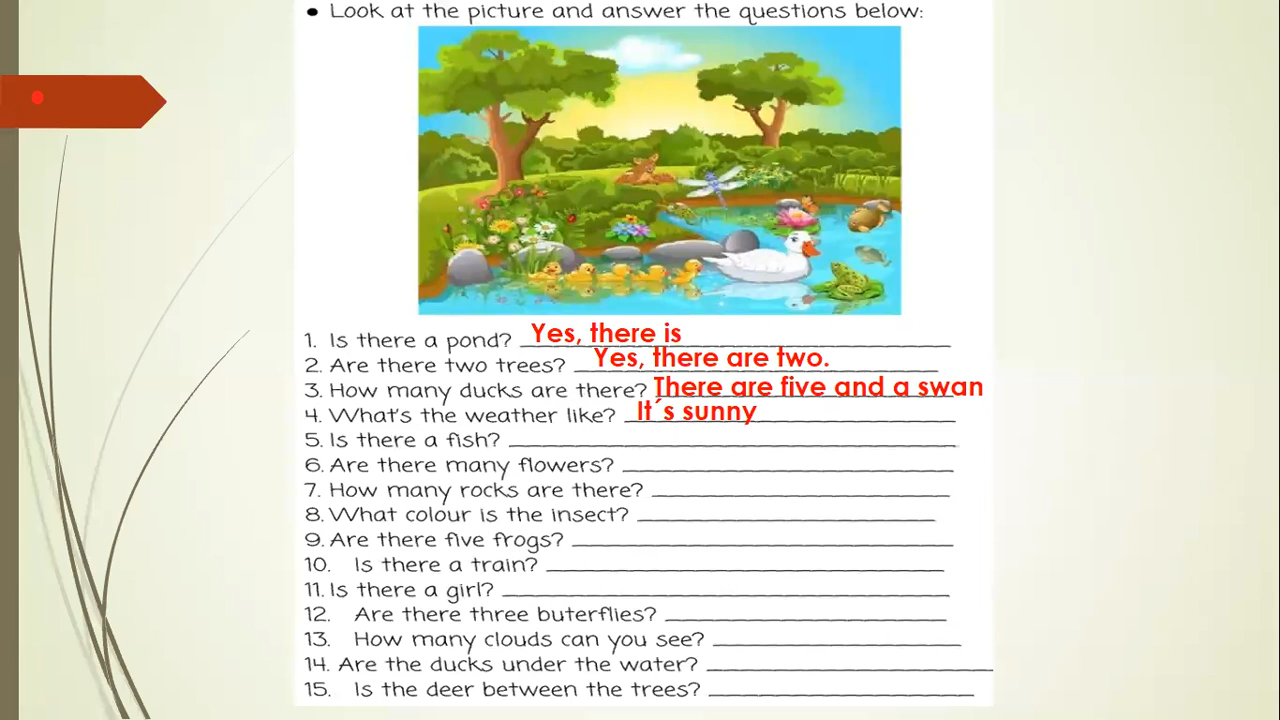 • Look at the picture and answer the questions below:
1. Is there a pond? Yes, there is
2. Are there two trees? Yes, there are two.
3. How many ducks are there? There are five and a swan
4. What's the weather like? It´s sunny
5. Is there a fish?
6. Are there many flowers?
7. How many rocks are there?
8. What colour is the insect?
9. Are there five frogs?
10. Is there a train?
11. Is there a girl?
12. Are there three buterflies?
13. How many clouds can you see?
14. Are the ducks under the water?
15. Is the deer between the trees?